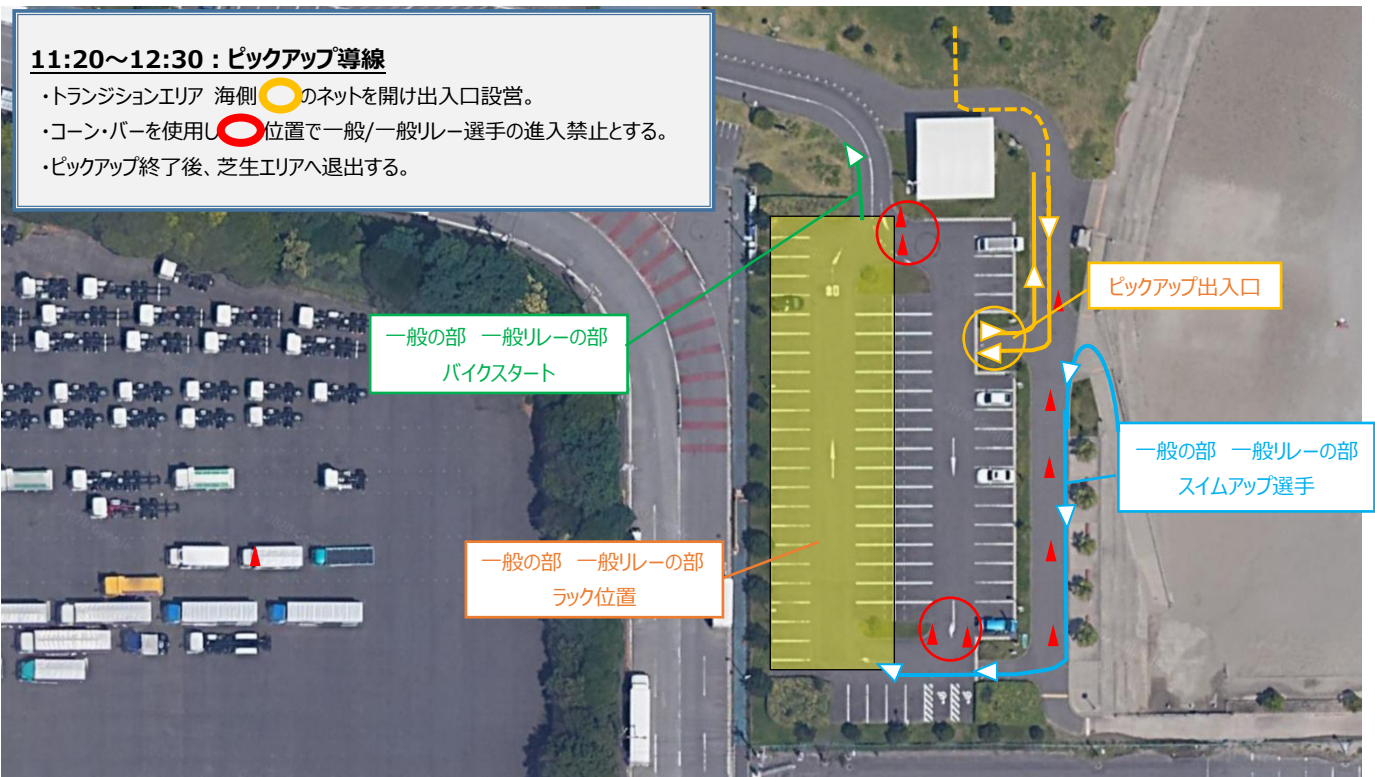 11:20～12:30：ピックアップ導線
・トランジションエリア 海側 のネットを開け出入口設営。
・コーン・バーを使用し 位置で一般/一般リレー選手の進入禁止とする。
・ピックアップ終了後、芝生エリアへ退出する。
ピックアップ出入口
一般の部 一般リレーの部
バイクスタート
一般の部 一般リレーの部
スイムアップ選手
一般の部 一般リレーの部
ラック位置